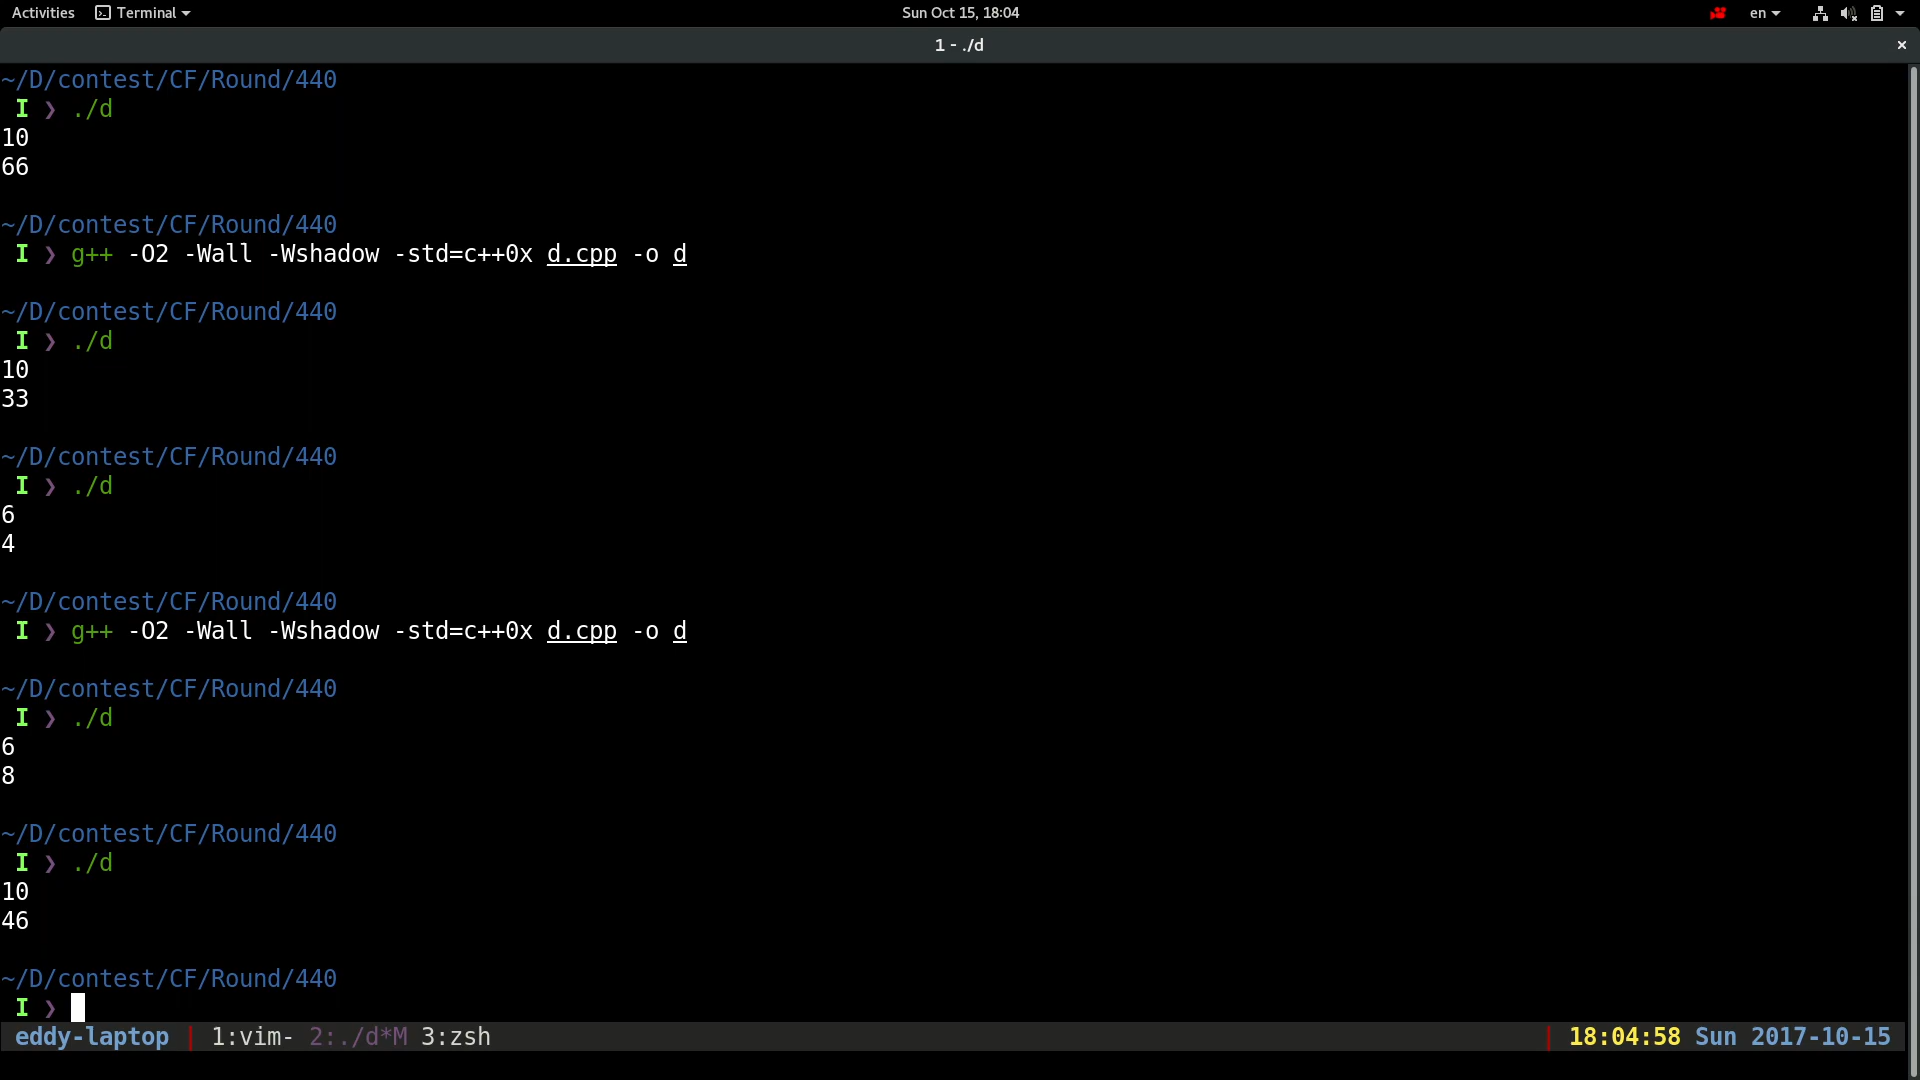 Activities Terminal Sun Oct 15, 18:04 en
1 - ./d ×
~/D/contest/CF/Round/440
I ❯ ./d
10
66
~/D/contest/CF/Round/440
I ❯ g++ -O2 -Wall -Wshadow -std=c++0x d.cpp -o d
~/D/contest/CF/Round/440
I ❯ ./d
10
33
~/D/contest/CF/Round/440
I ❯ ./d
6
4
~/D/contest/CF/Round/440
I ❯ g++ -O2 -Wall -Wshadow -std=c++0x d.cpp -o d
~/D/contest/CF/Round/440
I ❯ ./d
6
8
~/D/contest/CF/Round/440
I ❯ ./d
10
46
~/D/contest/CF/Round/440
I ❯
eddy-laptop | 1:vim- 2:./d*M 3:zsh | 18:04:58 Sun 2017-10-15